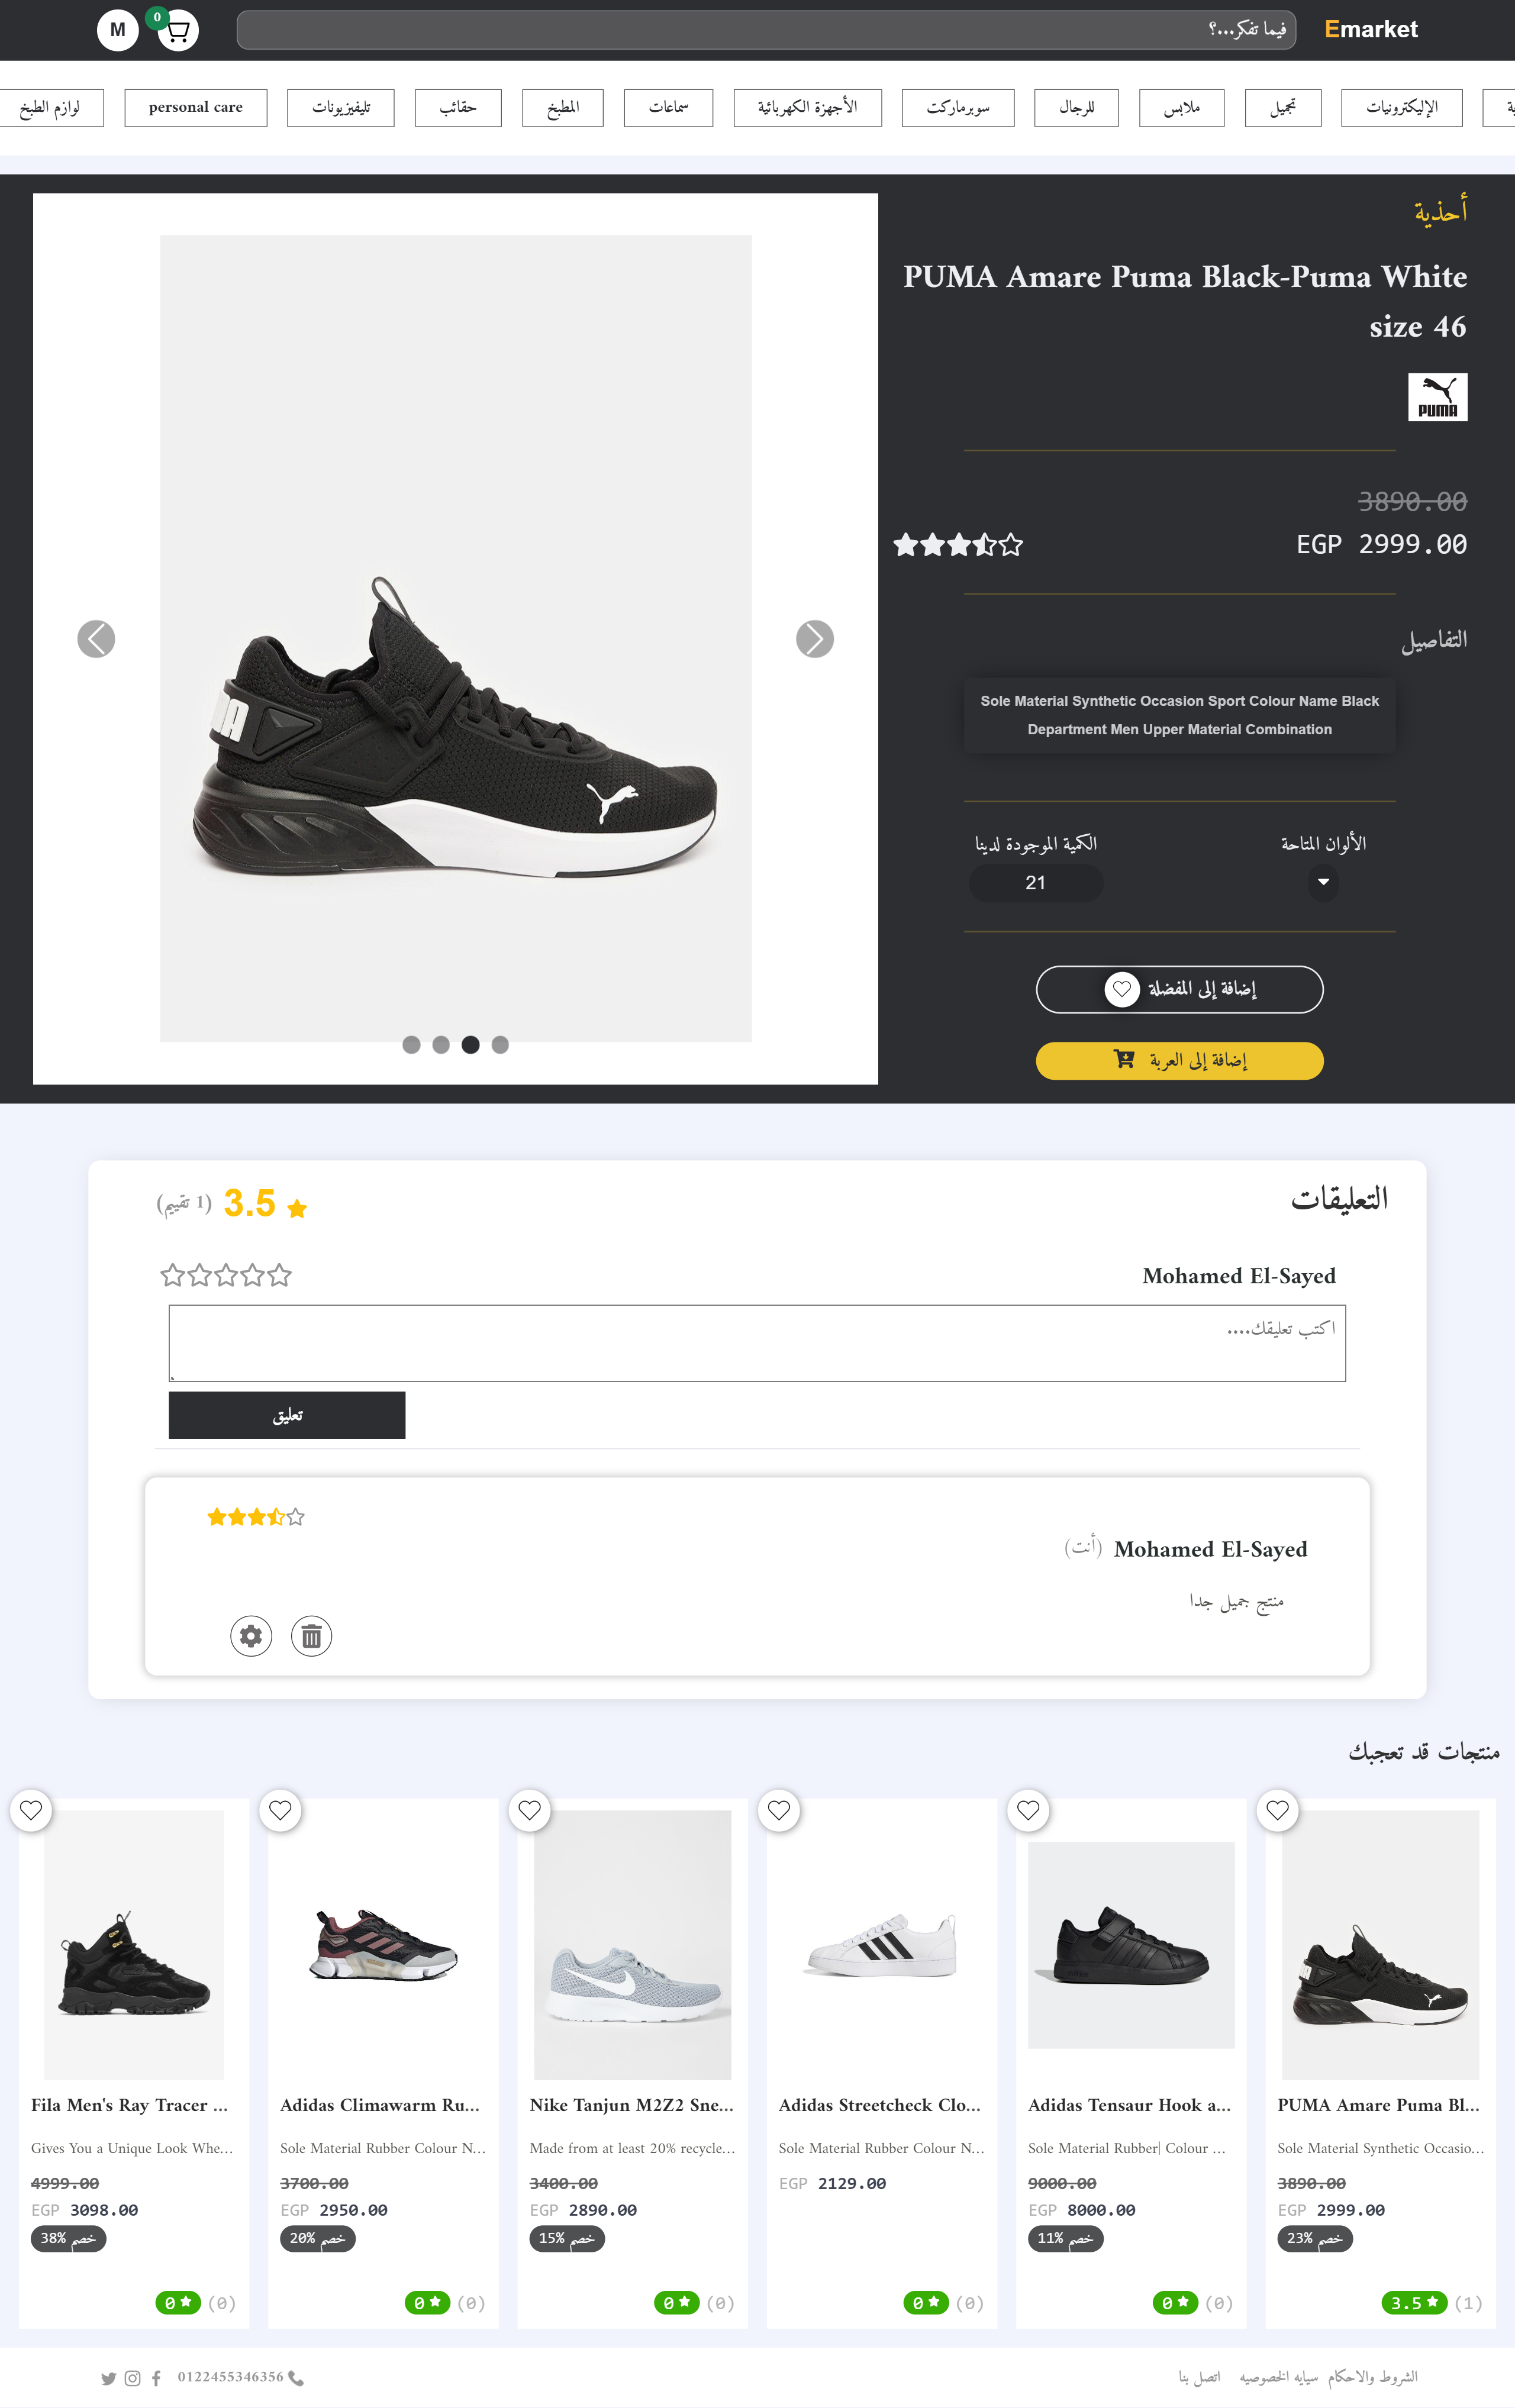 Emarket
فيما تفكر...؟
0
M
الإليكترونيات
تجميل
ملابس
للرجال
سوبرماركت
الأجهزة الكهربائية
سماعات
المطبخ
حقائب
تليفيزيونات
personal care
لوازم الطبخ
أحذية
PUMA Amare Puma Black-Puma White
size 46
PUMA
3890.00
EGP 2999.00
التفاصيل
Sole Material Synthetic Occasion Sport Colour Name Black
Department Men Upper Material Combination
الألوان المتاحة
الكمية الموجودة لدينا
21
إضافة إلى المفضلة
إضافة إلى العربة
التعليقات
3.5 (1 تقييم)
Mohamed El-Sayed
اكتب تعليقك....
تعليق
Mohamed El-Sayed (أنت)
منتج جميل جدا
منتجات قد تعجبك
PUMA Amare Puma Bl...
Sole Material Synthetic Occasio...
3890.00
EGP 2999.00
خصم 23%
3.5 (1)
Adidas Tensaur Hook a...
Sole Material Rubber| Colour ...
9000.00
EGP 8000.00
خصم 11%
0 (0)
Adidas Streetcheck Clo...
Sole Material Rubber Colour N...
EGP 2129.00
0 (0)
Nike Tanjun M2Z2 Sne...
Made from at least 20% recycle...
3400.00
EGP 2890.00
خصم 15%
0 (0)
Adidas Climawarm Ru...
Sole Material Rubber Colour N...
3700.00
EGP 2950.00
خصم 20%
0 (0)
Fila Men's Ray Tracer ...
Gives You a Unique Look Whe...
4999.00
EGP 3098.00
خصم 38%
0 (0)
الشروط والاحكام
سيايه الخصوصيه
اتصل بنا
0122455346356